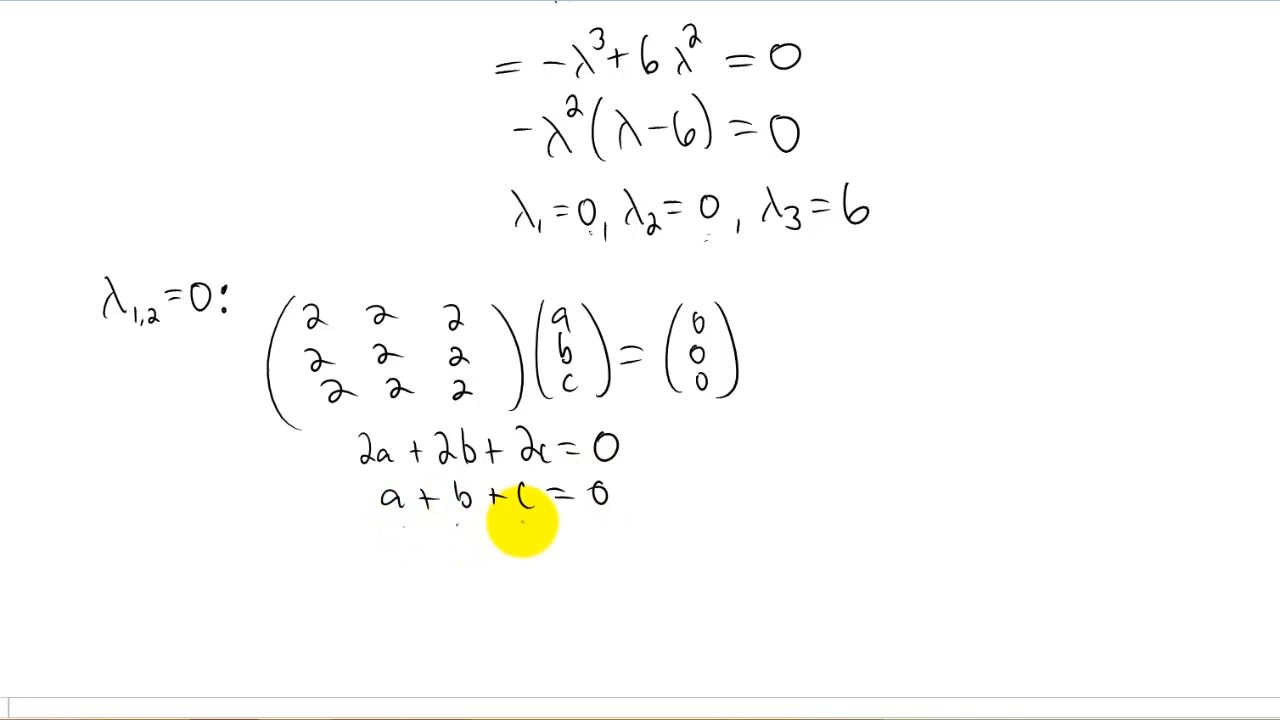 = -λ³ + 6λ² = 0
-λ²(λ-6) = 0
λ₁ = 0, λ₂ = 0, λ₃ = 6
λ₁,₂ = 0:
(2 2 2) (a) = (0)
(2 2 2) (b) = (0)
(2 2 2) (c) = (0)
2a + 2b + 2c = 0
a + b + c = 0